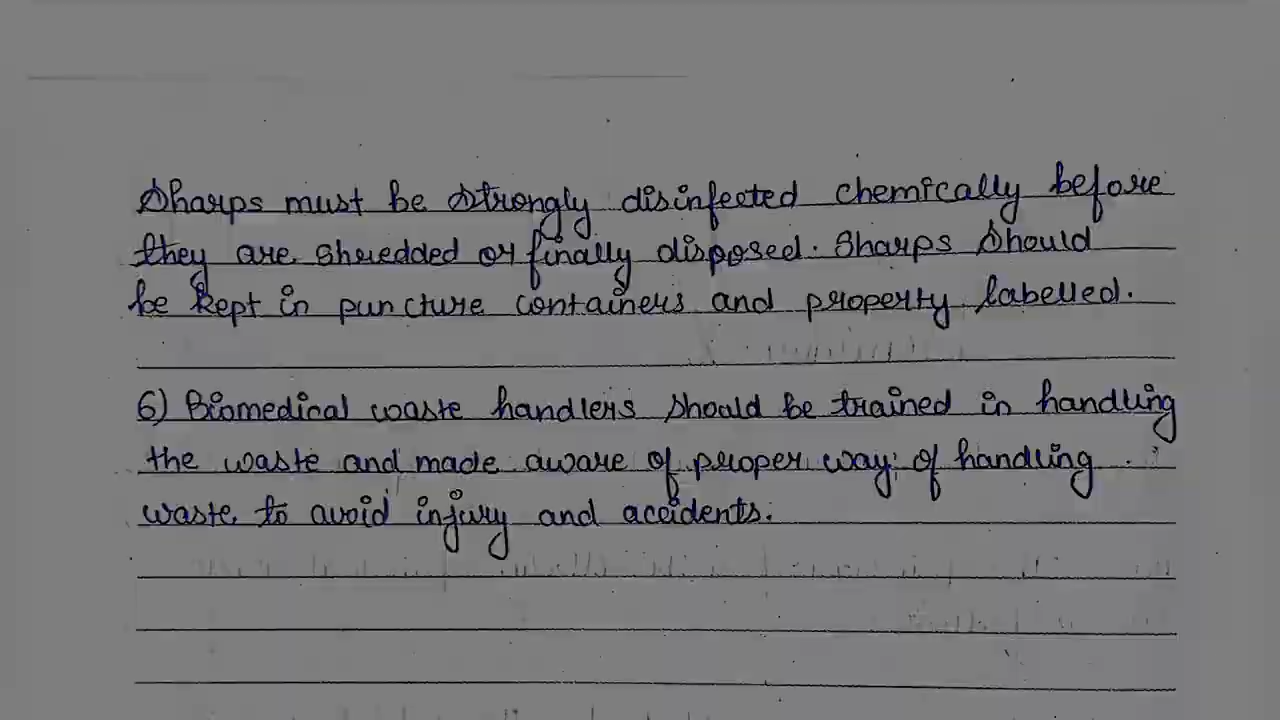 Sharps must be strongly disinfected chemically before
they are shredded or finally disposed. Sharps should
be kept in puncture containers and property labelled.
6) Biomedical waste handlers should be trained in handling
the waste and made aware of proper way of handling
waste to avoid injury and accidents.